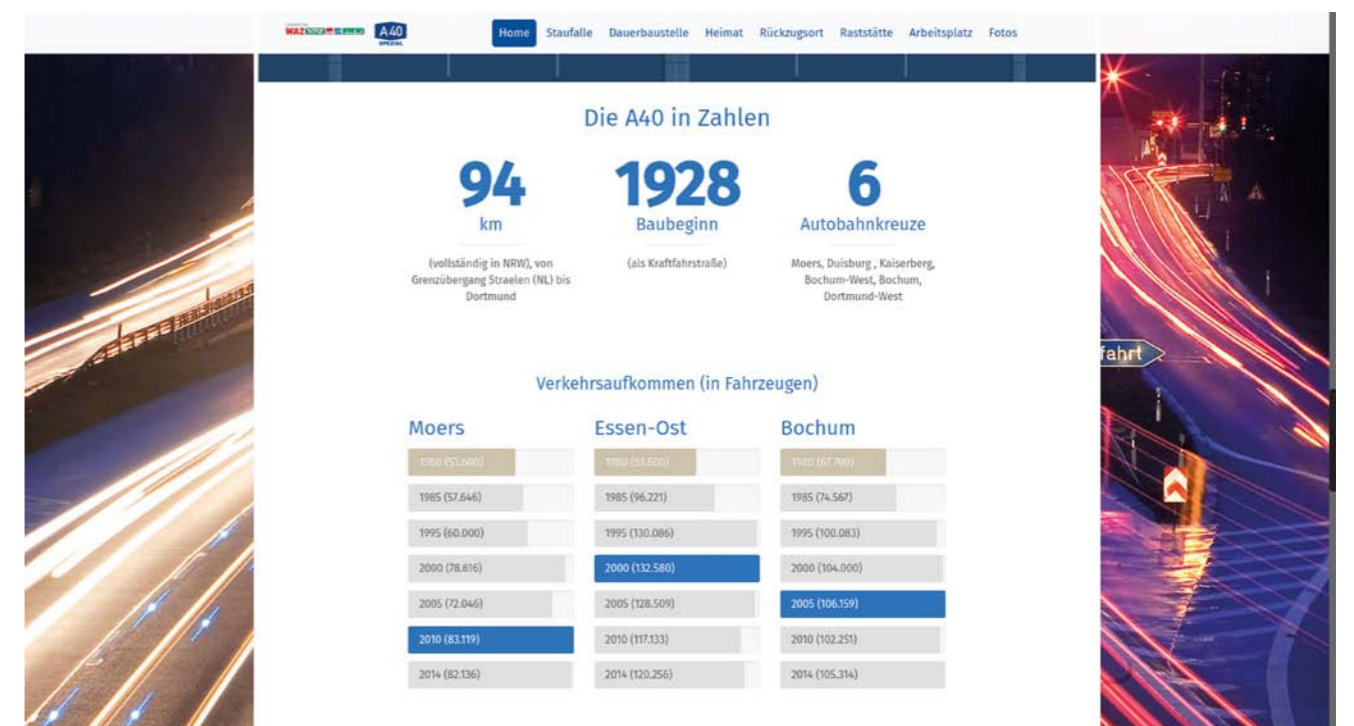 WAZ
A40
SPEZIAL
Home Staufalle Dauerbaustelle Heimat Rückzugsort Raststätte Arbeitsplatz Fotos
Die A40 in Zahlen
94
km
(vollständig in NRW), von
Grenzübergang Straelen (NL) bis
Dortmund
1928
Baubeginn
(als Kraftfahrstraße)
6
Autobahnkreuze
Moers, Duisburg , Kaiserberg,
Bochum-West, Bochum,
Dortmund-West
fahrt
Verkehrsaufkommen (in Fahrzeugen)
Moers
1980 (53.600)
1985 (57.646)
1995 (60.000)
2000 (78.616)
2005 (72.046)
2010 (83.119)
2014 (82.136)
Essen-Ost
1985 (96.221)
1995 (130.086)
2000 (132.580)
2005 (128.509)
2010 (117.133)
2014 (120.256)
Bochum
1985 (74.567)
1995 (100.083)
2000 (104.000)
2005 (106.159)
2010 (102.251)
2014 (105.314)